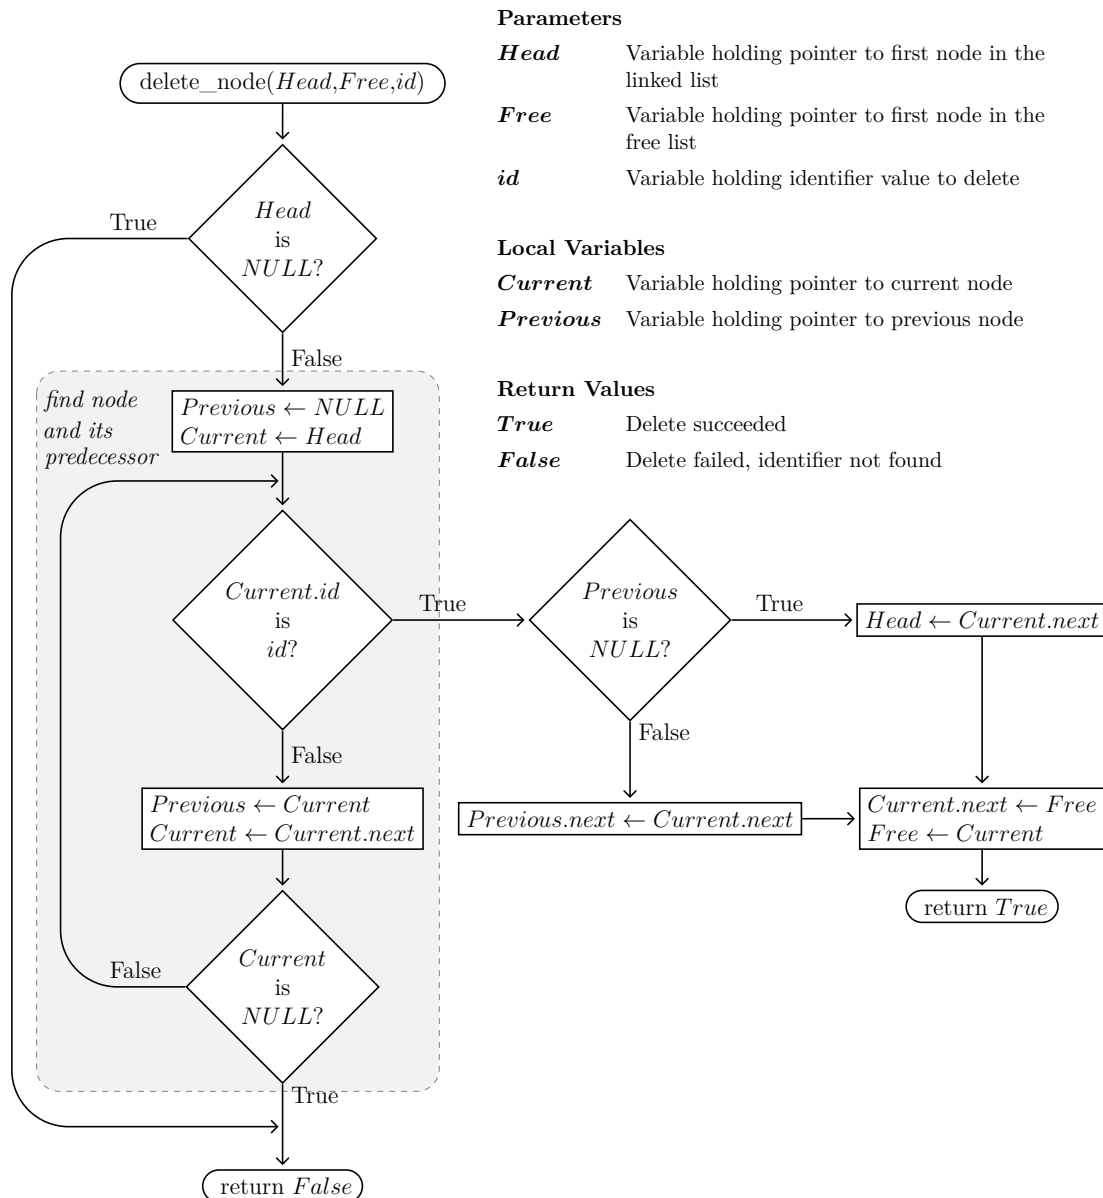 Parameters
Head Variable holding pointer to first node in the
linked list
Free Variable holding pointer to first node in the
free list
id Variable holding identifier value to delete
Local Variables
Current Variable holding pointer to current node
Previous Variable holding pointer to previous node
Return Values
True Delete succeeded
False Delete failed, identifier not found
delete_node(Head,Free,id)
Head
is
NULL?
True
False
find node
and its
predecessor
Previous ← NULL
Current ← Head
Current.id
is
id?
True
False
Previous
is
NULL?
True
False
Head ← Current.next
Previous ← Current
Current ← Current.next
Previous.next ← Current.next
Current.next ← Free
Free ← Current
return True
Current
is
NULL?
False
True
return False